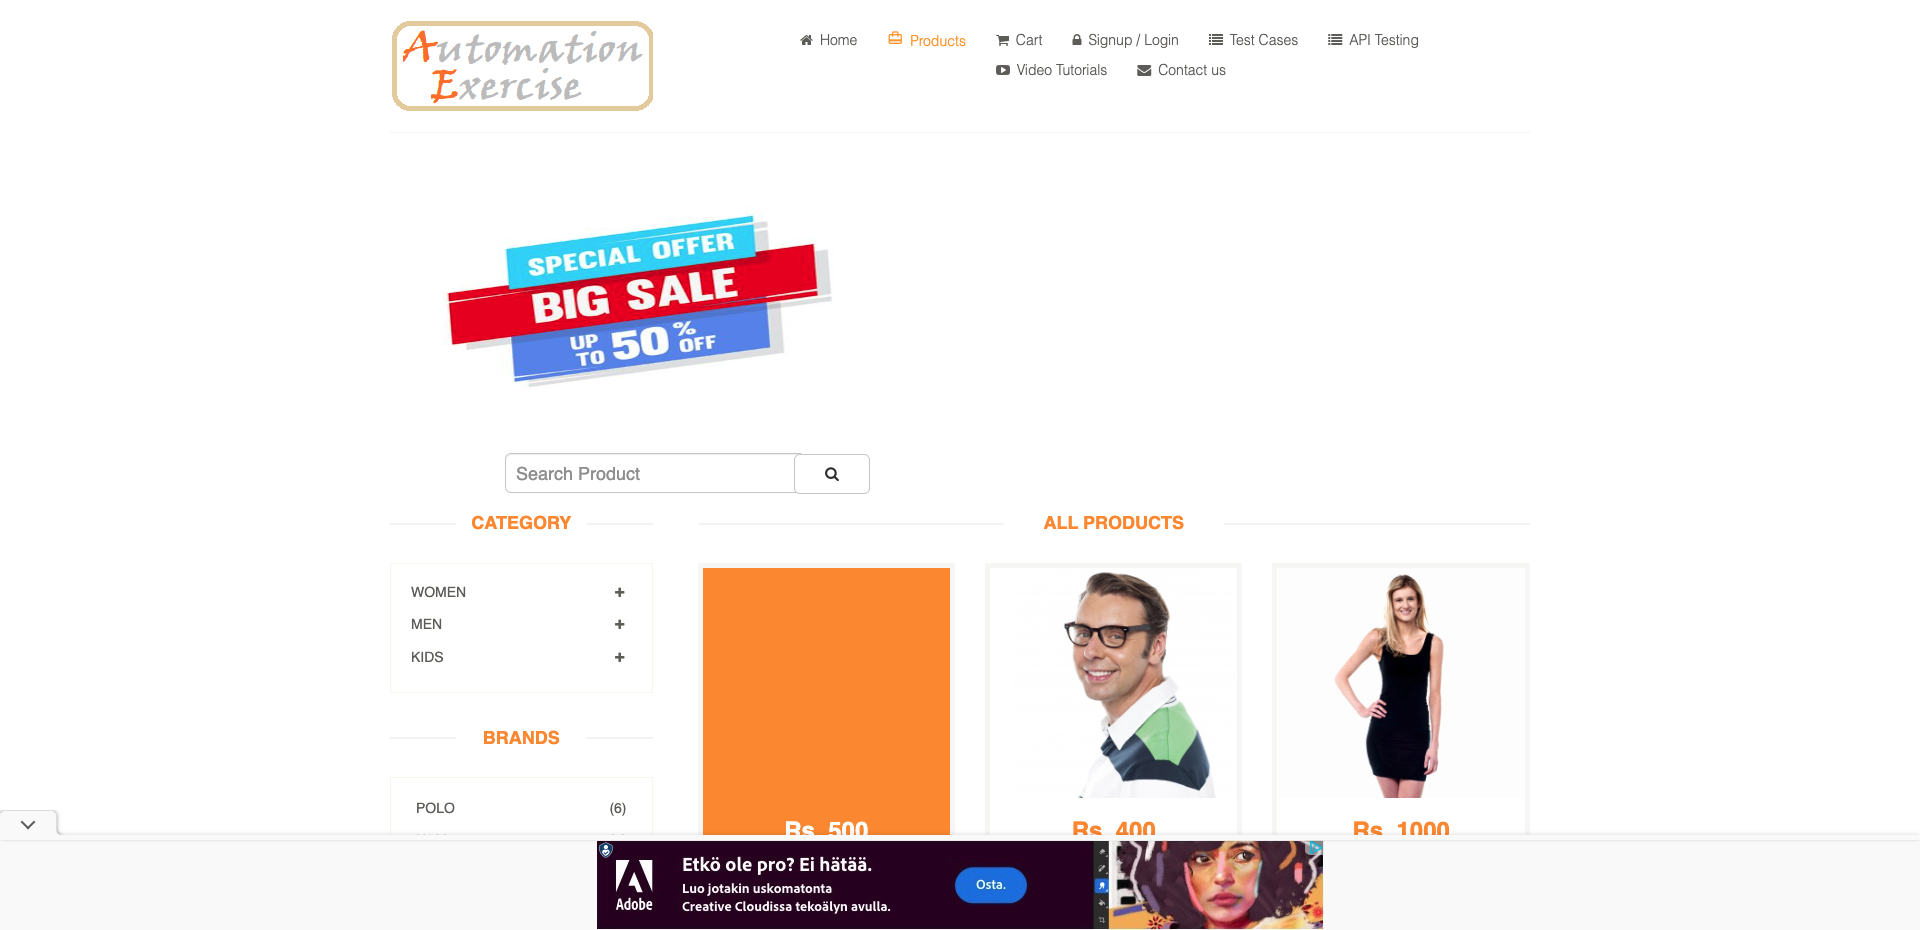 Automation
Exercise
Home
Products
Cart
Signup / Login
Test Cases
API Testing
Video Tutorials
Contact us
SPECIAL OFFER
BIG SALE
UP TO 50% OFF
Search Product
CATEGORY
WOMEN
MEN
KIDS
BRANDS
POLO (6)
ALL PRODUCTS
Rs. 500
Rs. 400
Rs. 1000
Adobe
Etkö ole pro? Ei hätää.
Luo jotakin uskomatonta
Creative Cloudissa tekoälyn avulla.
Osta.